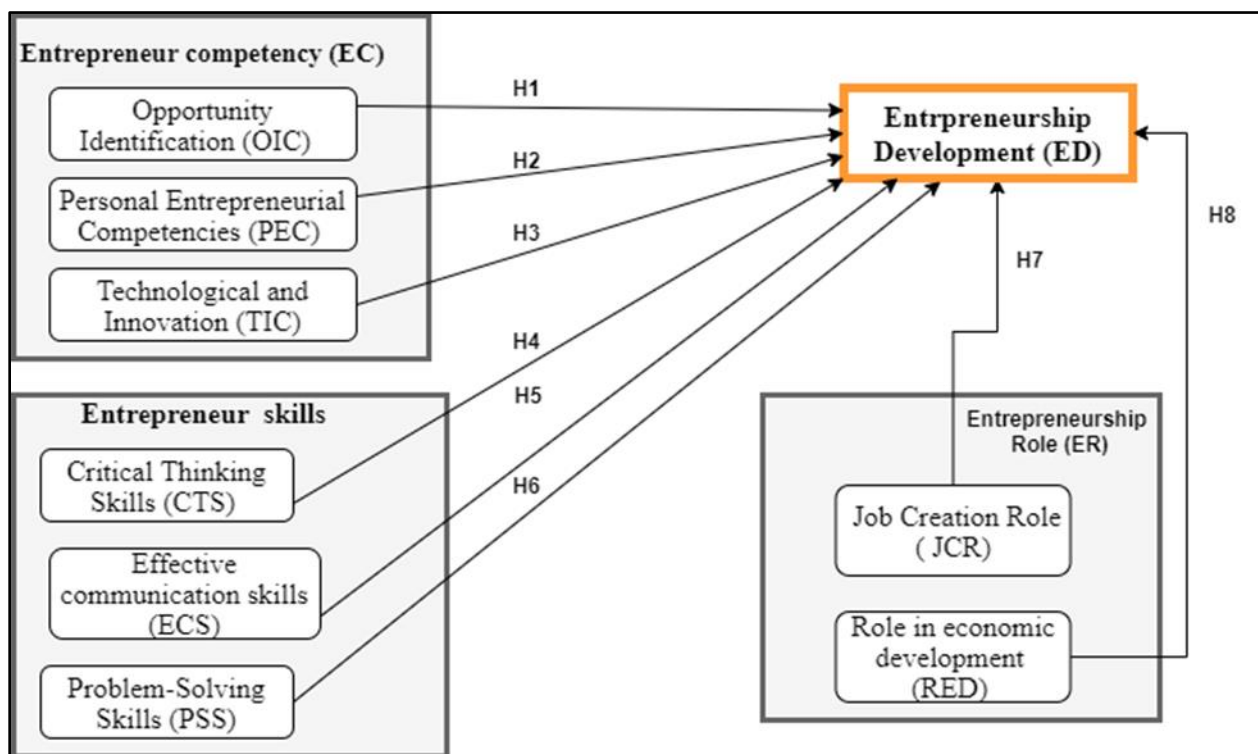 Entrepreneur competency (EC)
Opportunity
Identification (OIC)
Personal Entrepreneurial
Competencies (PEC)
Technological and
Innovation (TIC)
Entrepreneur skills
Critical Thinking
Skills (CTS)
Effective
communication skills
(ECS)
Problem-Solving
Skills (PSS)
H1
H2
H3
H4
H5
H6
Entrpreneurship
Development (ED)
H7
H8
Entrepreneurship
Role (ER)
Job Creation Role
( JCR)
Role in economic
development
(RED)